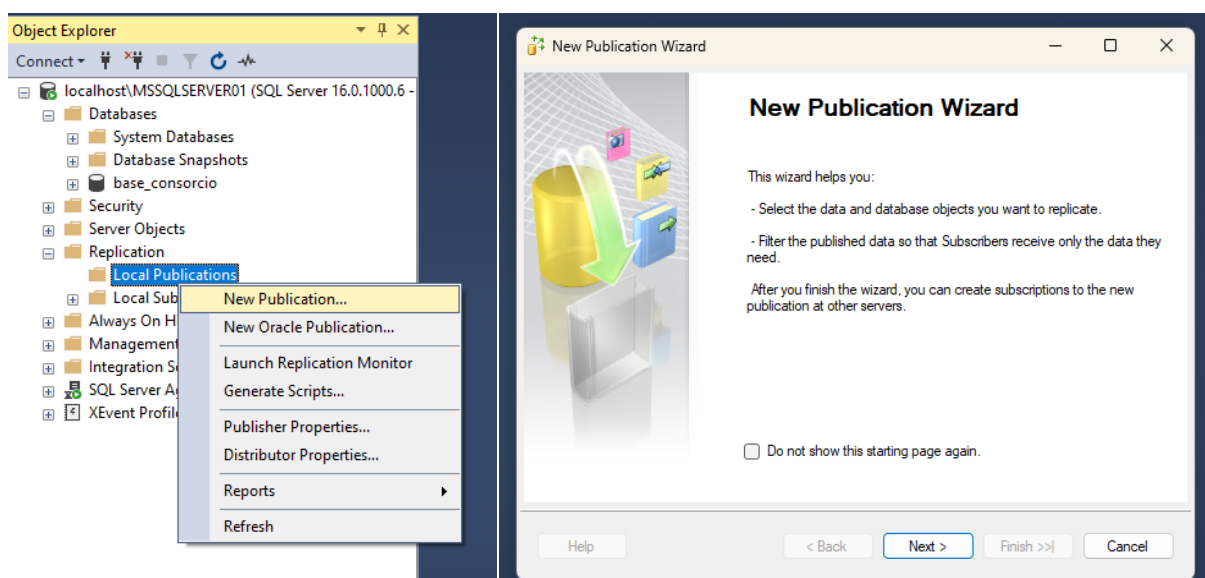 Object Explorer
Connect
localhost\MSSQLSERVER01 (SQL Server 16.0.1000.6 -
Databases
System Databases
Database Snapshots
base_consorcio
Security
Server Objects
Replication
Local Publications
Local Sub
Always On H
Management
Integration S
SQL Server A
XEvent Profil
New Publication...
New Oracle Publication...
Launch Replication Monitor
Generate Scripts...
Publisher Properties...
Distributor Properties...
Reports
Refresh
New Publication Wizard
New Publication Wizard
This wizard helps you:
- Select the data and database objects you want to replicate.
- Filter the published data so that Subscribers receive only the data they
need.
After you finish the wizard, you can create subscriptions to the new
publication at other servers.
Do not show this starting page again.
Help
< Back
Next >
Finish >>|
Cancel